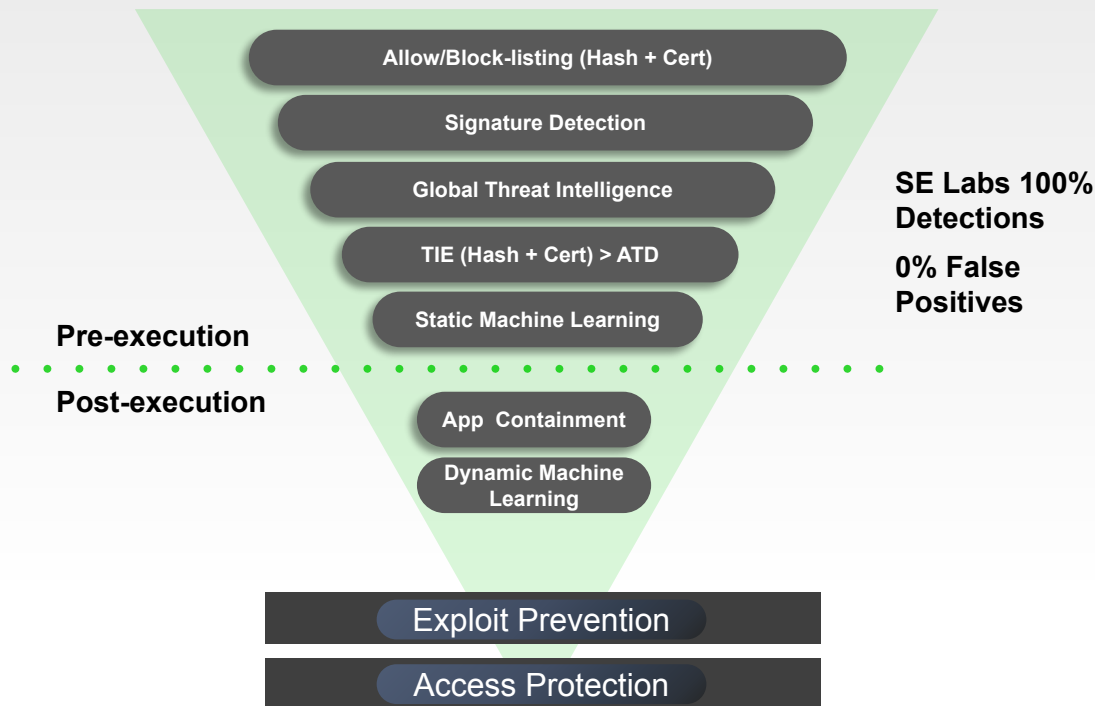 Allow/Block-listing (Hash + Cert)
Signature Detection
Global Threat Intelligence
TIE (Hash + Cert) > ATD
Static Machine Learning
SE Labs 100%
Detections
0% False
Positives
Pre-execution
Post-execution
App Containment
Dynamic Machine
Learning
Exploit Prevention
Access Protection